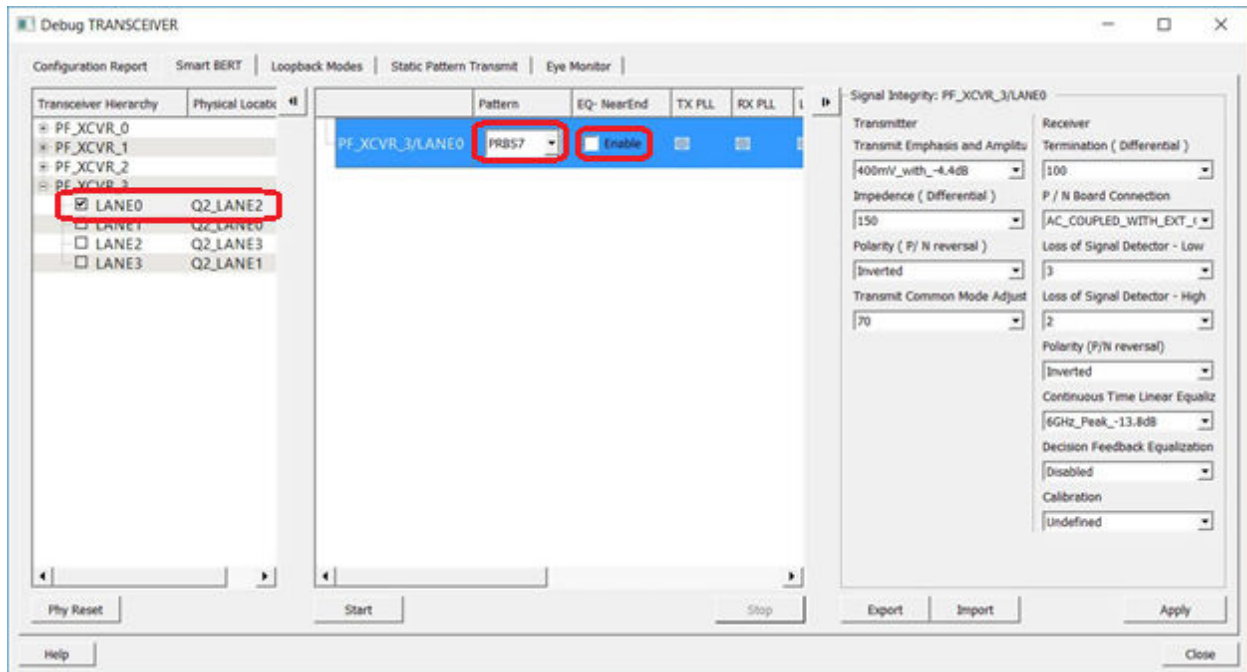 Debug TRANSCEIVER
Configuration Report Smart BERT Loopback Modes Static Pattern Transmit Eye Monitor
Transceiver Hierarchy Physical Locatic
PF_XCVR_0
PF_XCVR_1
PF_XCVR_2
PF_XCVR_3
LANE0 Q2_LANE2
LANE1 Q2_LANE0
LANE2 Q2_LANE3
LANE3 Q2_LANE1
Phy Reset
Pattern EQ- NearEnd TX PLL RX PLL L
PF_XCVR_3/LANE0 PRBS7 Enable
Start Stop
Signal Integrity: PF_XCVR_3/LANE0
Transmitter
Transmit Emphasis and Amplitu
400mV_with_-4.4dB
Impedence ( Differential )
150
Polarity ( P/ N reversal )
Inverted
Transmit Common Mode Adjust
70
Receiver
Termination ( Differential )
100
P / N Board Connection
AC_COUPLED_WITH_EXT_(
Loss of Signal Detector - Low
3
Loss of Signal Detector - High
2
Polarity (P/N reversal)
Inverted
Continuous Time Linear Equaliz
6GHz_Peak_-13.8dB
Decision Feedback Equalization
Disabled
Calibration
Undefined
Export Import Apply
Help Close